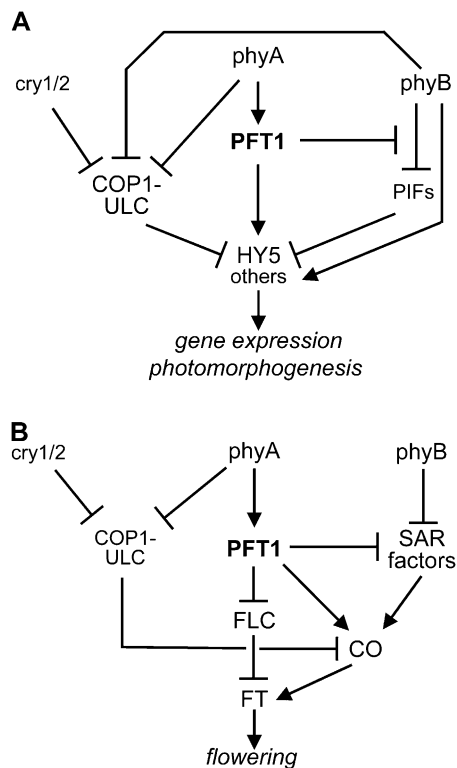 A
phyA
cry1/2
phyB
PFT1
COP1-
ULC
PIFs
HY5
others
gene expression
photomorphogenesis
B
cry1/2
phyA
phyB
COP1-
ULC
PFT1
SAR
factors
FLC
CO
FT
flowering